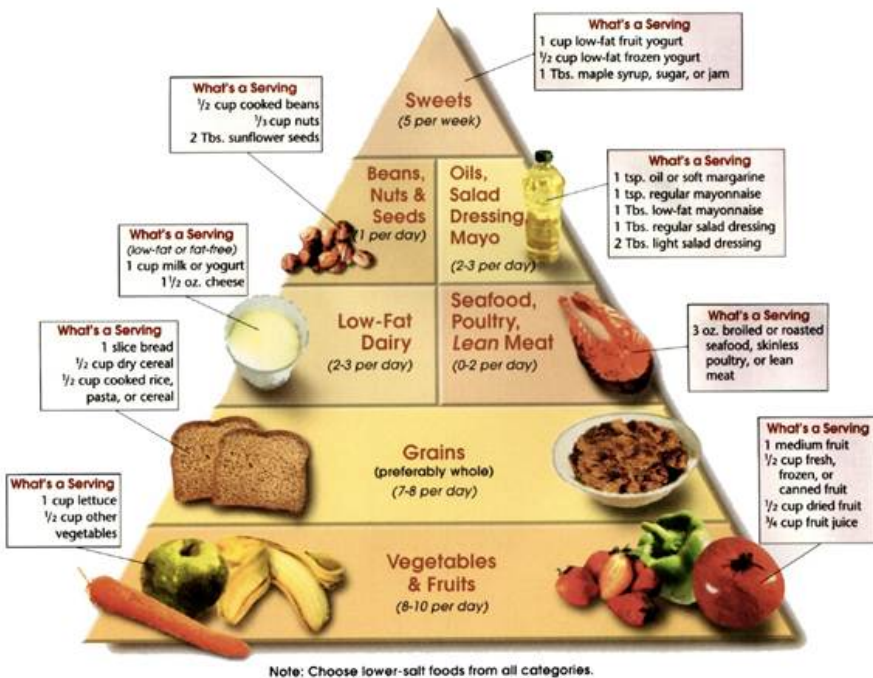 What's a Serving
1 cup low-fat fruit yogurt
½ cup low-fat frozen yogurt
1 Tbs. maple syrup, sugar, or jam
Sweets
(5 per week)
What's a Serving
½ cup cooked beans
⅓ cup nuts
2 Tbs. sunflower seeds
Beans,
Nuts &
Seeds
(1 per day)
Oils,
Salad
Dressing,
Mayo
(2-3 per day)
What's a Serving
1 tsp. oil or soft margarine
1 tsp. regular mayonnaise
1 Tbs. low-fat mayonnaise
1 Tbs. regular salad dressing
2 Tbs. light salad dressing
What's a Serving
(low-fat or fat-free)
1 cup milk or yogurt
1½ oz. cheese
Low-Fat
Dairy
(2-3 per day)
Seafood,
Poultry,
Lean Meat
(0-2 per day)
What's a Serving
3 oz. broiled or roasted
seafood, skinless
poultry, or lean
meat
What's a Serving
1 slice bread
½ cup dry cereal
½ cup cooked rice,
pasta, or cereal
Grains
(preferably whole)
(7-8 per day)
What's a Serving
1 cup lettuce
½ cup other
vegetables
Vegetables
& Fruits
(8-10 per day)
What's a Serving
1 medium fruit
½ cup fresh,
frozen, or
canned fruit
½ cup dried fruit
¾ cup fruit juice
Note: Choose lower-salt foods from all categories.